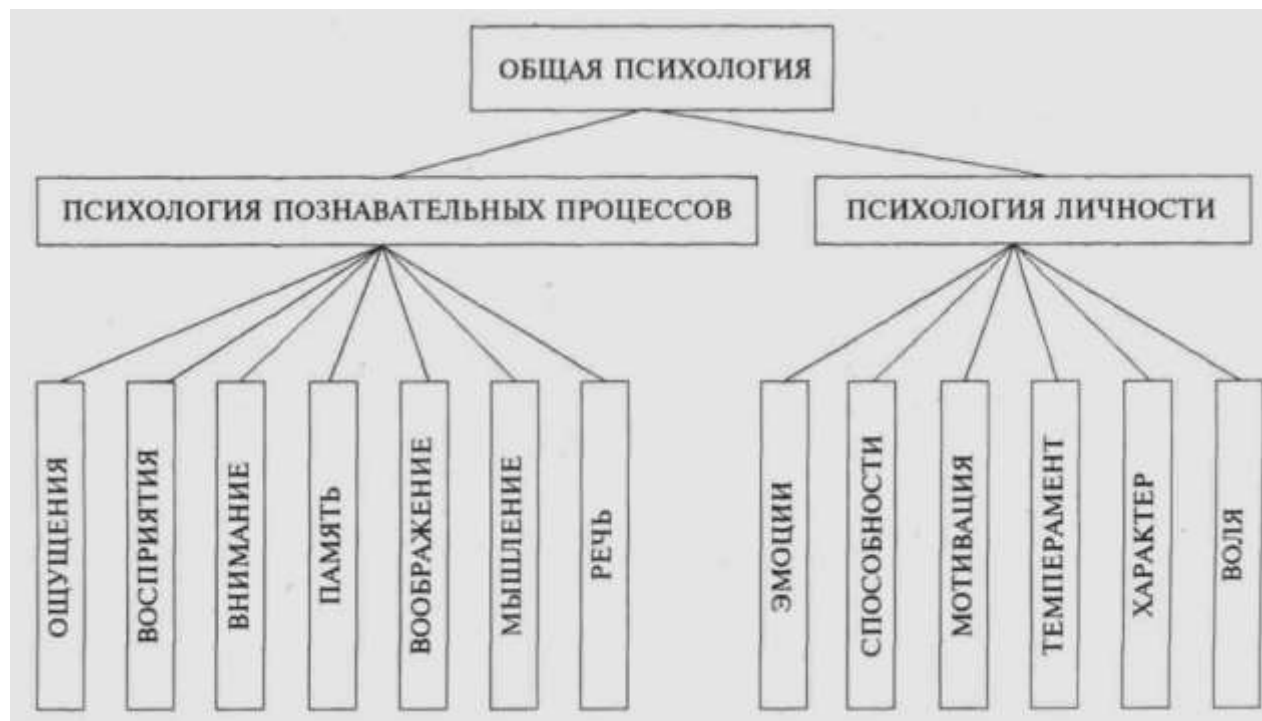 ОБЩАЯ ПСИХОЛОГИЯ
ПСИХОЛОГИЯ ПОЗНАВАТЕЛЬНЫХ ПРОЦЕССОВ
ПСИХОЛОГИЯ ЛИЧНОСТИ
ОЩУЩЕНИЯ
ВОСПРИЯТИЯ
ВНИМАНИЕ
ПАМЯТЬ
ВООБРАЖЕНИЕ
МЫШЛЕНИЕ
РЕЧЬ
ЭМОЦИИ
СПОСОБНОСТИ
МОТИВАЦИЯ
ТЕМПЕРАМЕНТ
ХАРАКТЕР
ВОЛЯ